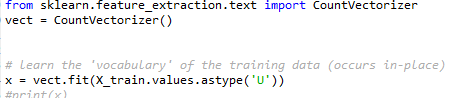 from sklearn.feature_extraction.text import CountVectorizer
vect = CountVectorizer()
# learn the 'vocabulary' of the training data (occurs in-place)
x = vect.fit(X_train.values.astype('U'))
#print(x)